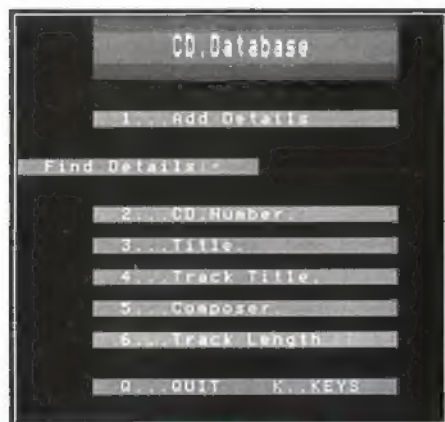 CD.Database
1...Add Details
Find Details:-
2...CD.Number.
3...Title.
4...Track Title.
5...Composer.
6...Track Length
Q...QUIT K..KEYS